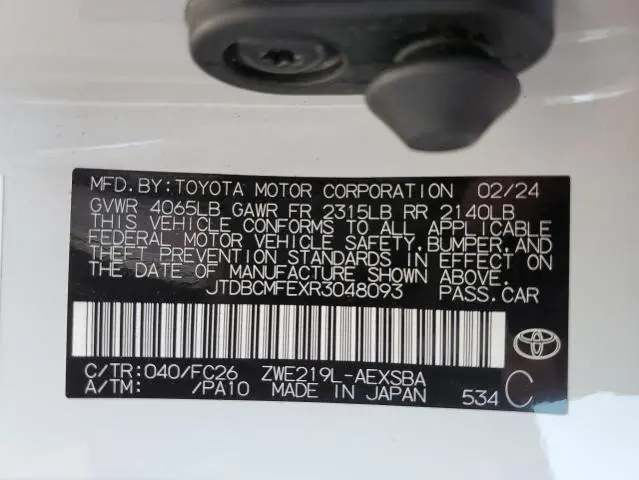 MFD. BY: TOYOTA MOTOR CORPORATION 02/24
GVWR 4065LB GAWR FR 2315LB RR 2140LB
THIS VEHICLE CONFORMS TO ALL APPLICABLE
FEDERAL MOTOR VEHICLE SAFETY, BUMPER, AND
THEFT PREVENTION STANDARDS IN EFFECT ON
THE DATE OF MANUFACTURE SHOWN ABOVE.
JTDBCMFEXR3048093 PASS. CAR
C/TR: 040/FC26 ZWE219L-AEXSBA
A/TM: /PA10 MADE IN JAPAN 534 C